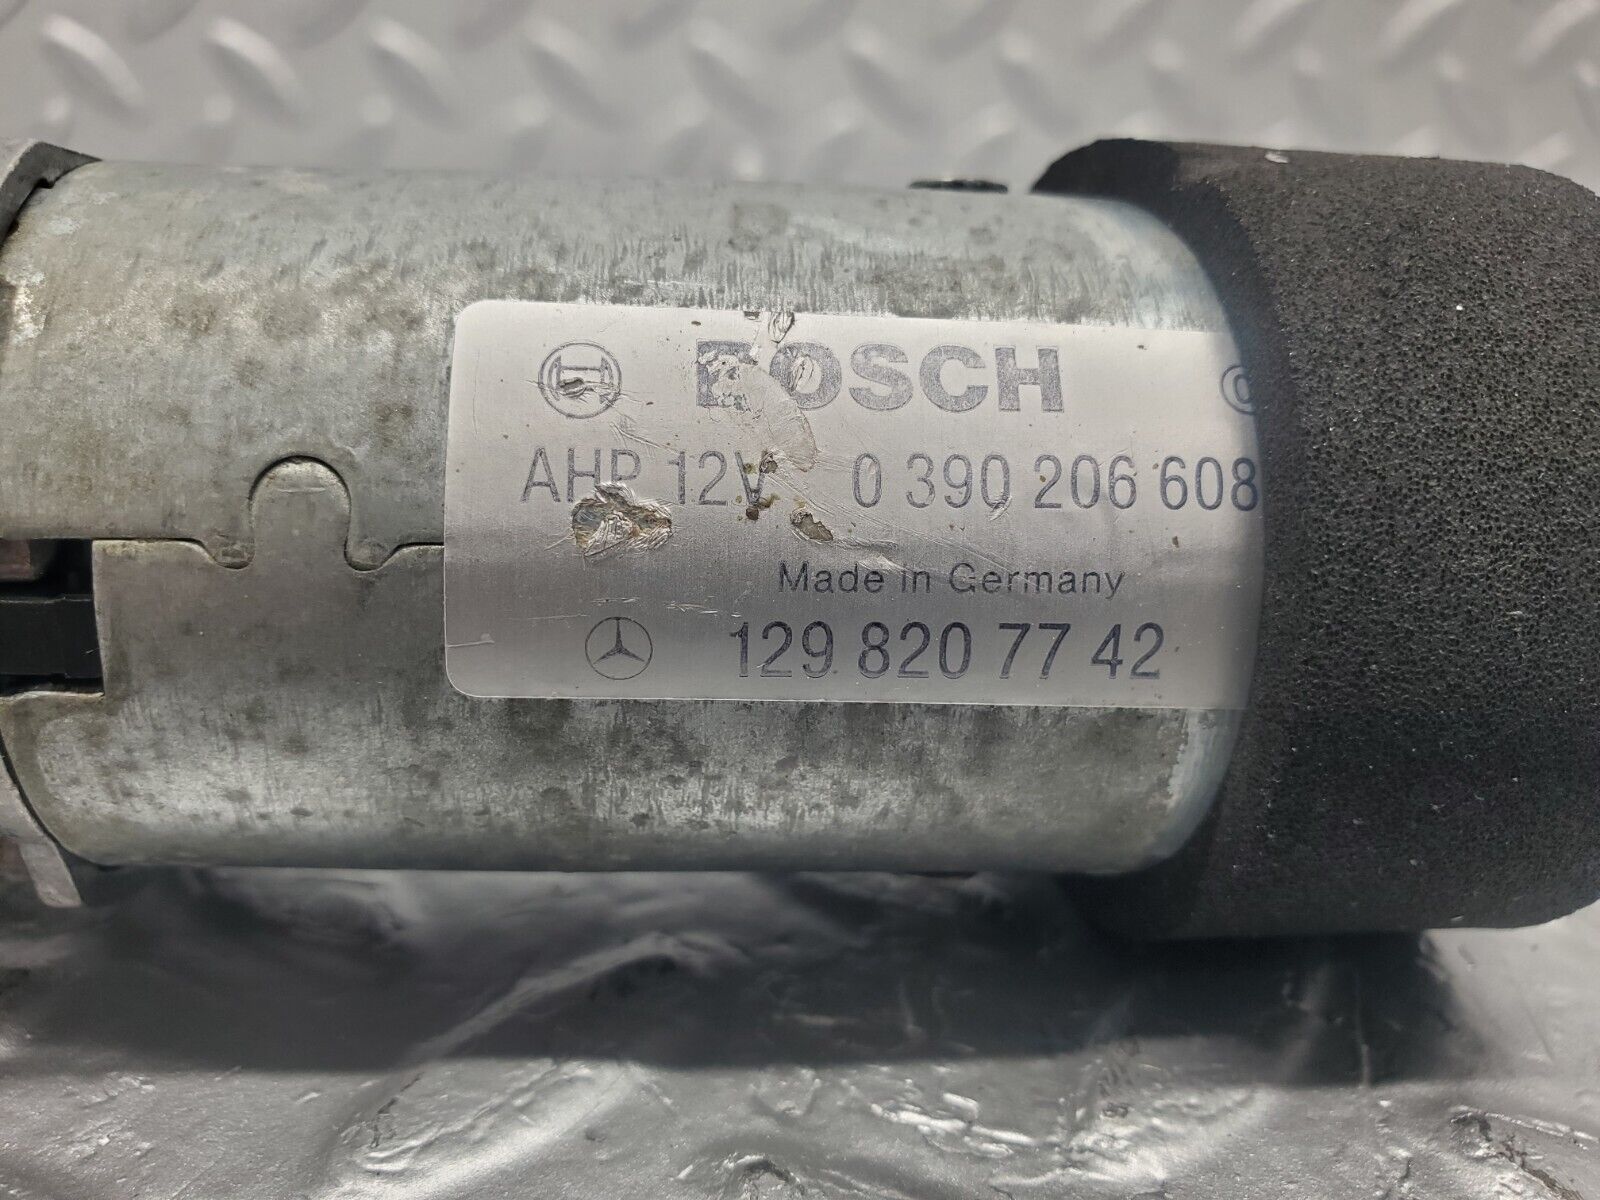 BOSCH
AHP 12V 0 390 206 608
Made in Germany
129 820 77 42